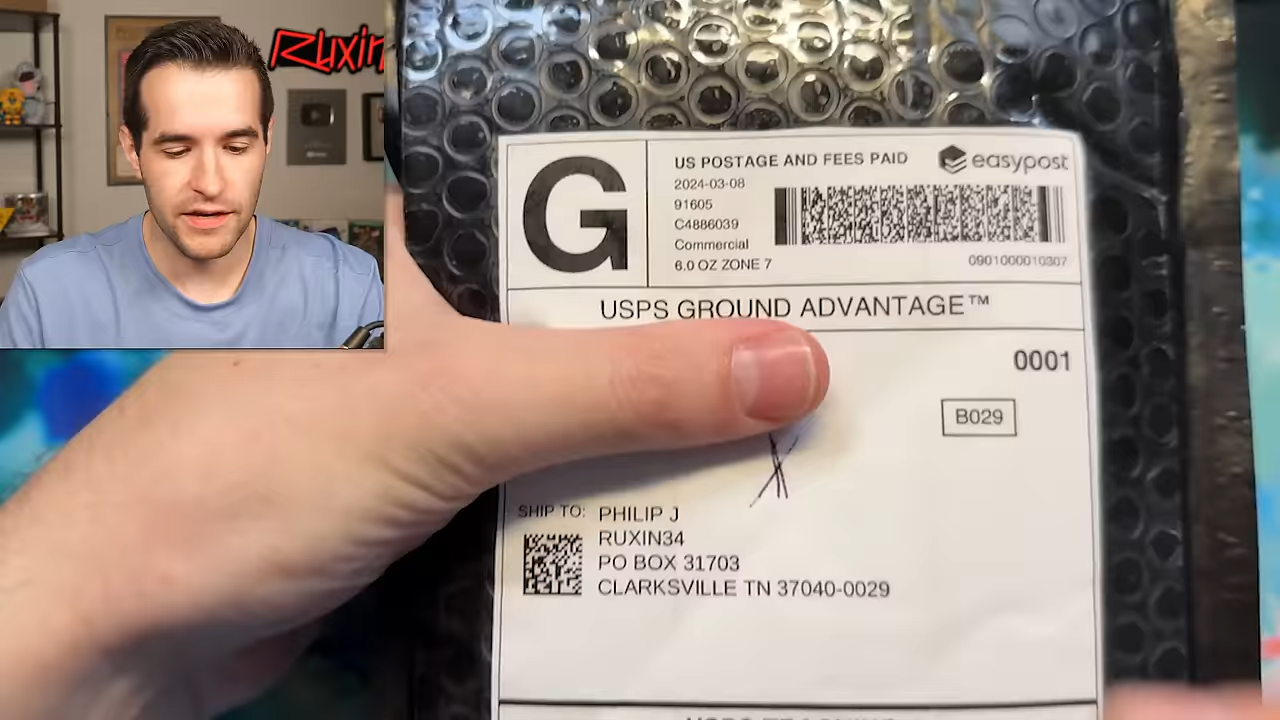 Ruxin
G
US POSTAGE AND FEES PAID
easypost
2024-03-08
91605
C4886039
Commercial
6.0 OZ ZONE 7
0901000010307
USPS GROUND ADVANTAGE™
0001
B029
SHIP TO:
PHILIP J
RUXIN34
PO BOX 31703
CLARKSVILLE TN 37040-0029